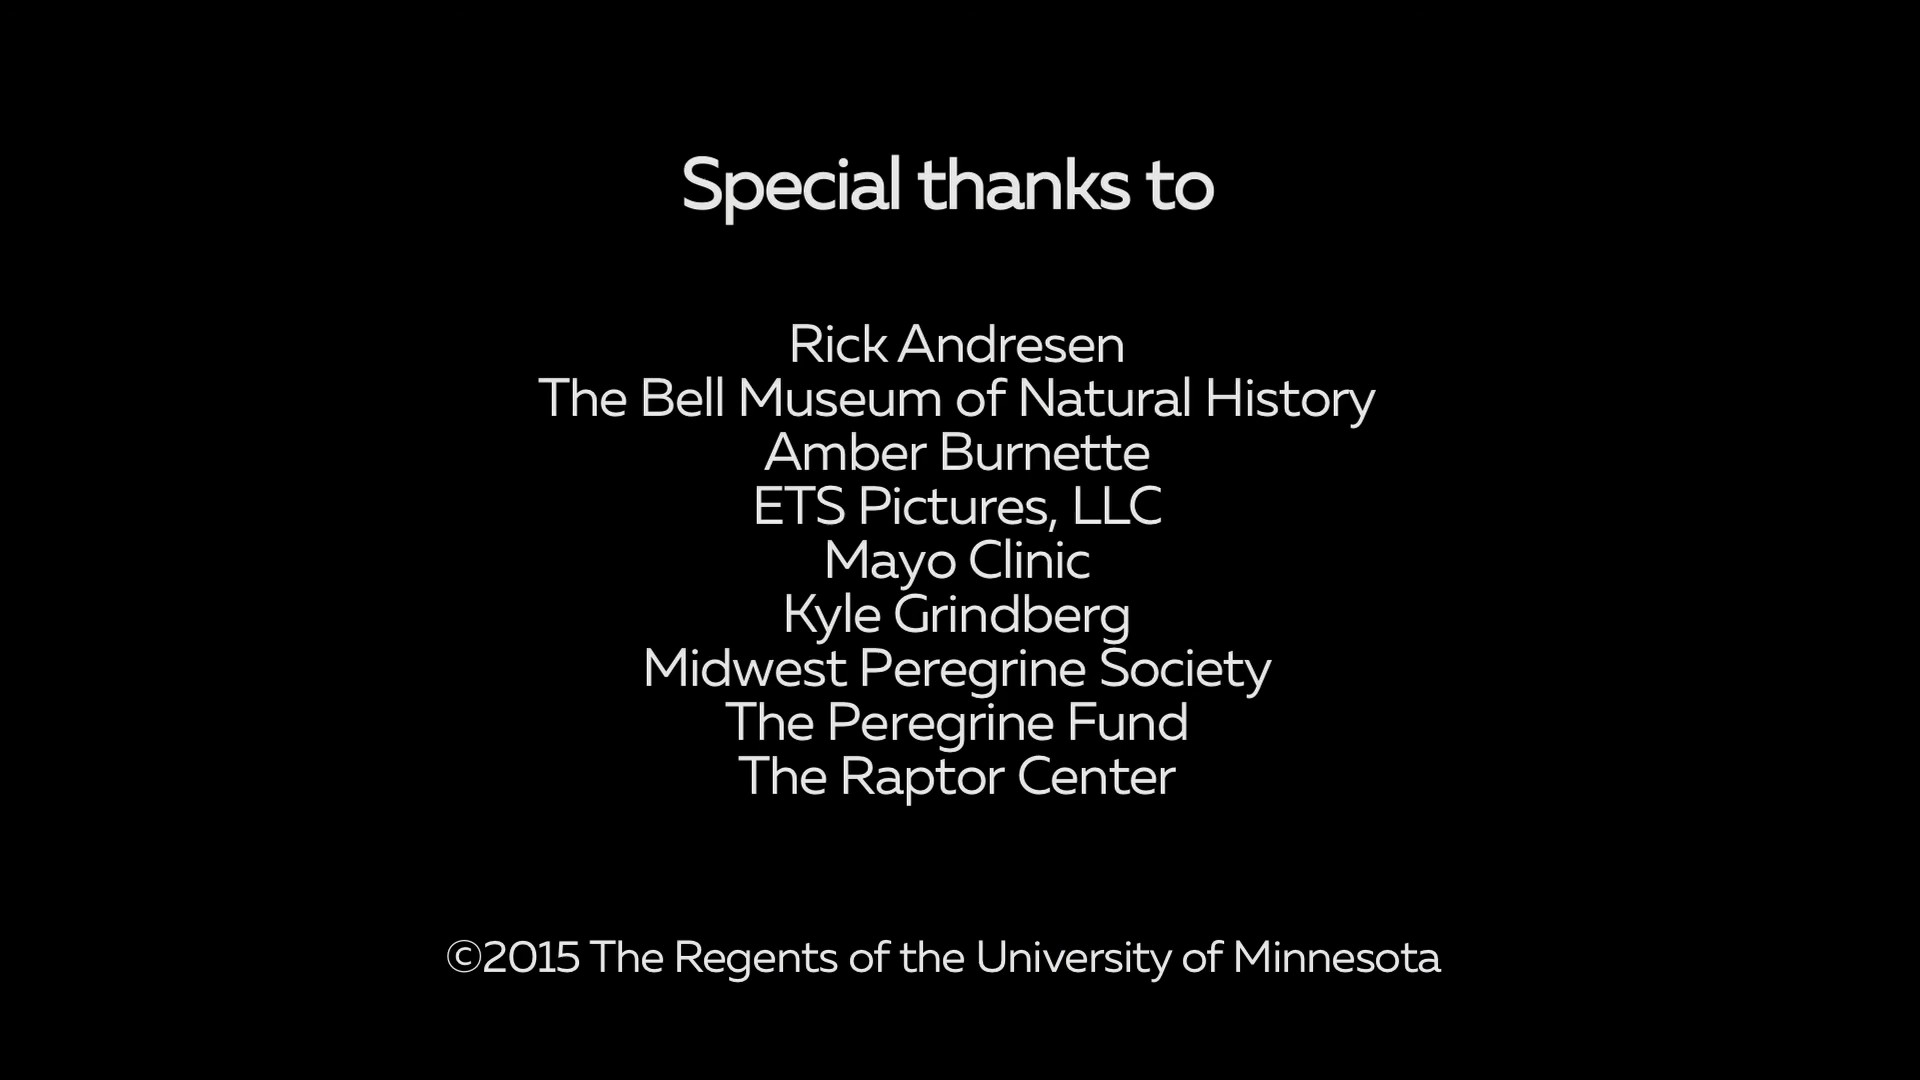 Special thanks to
Rick Andresen
The Bell Museum of Natural History
Amber Burnette
ETS Pictures, LLC
Mayo Clinic
Kyle Grindberg
Midwest Peregrine Society
The Peregrine Fund
The Raptor Center
©2015 The Regents of the University of Minnesota